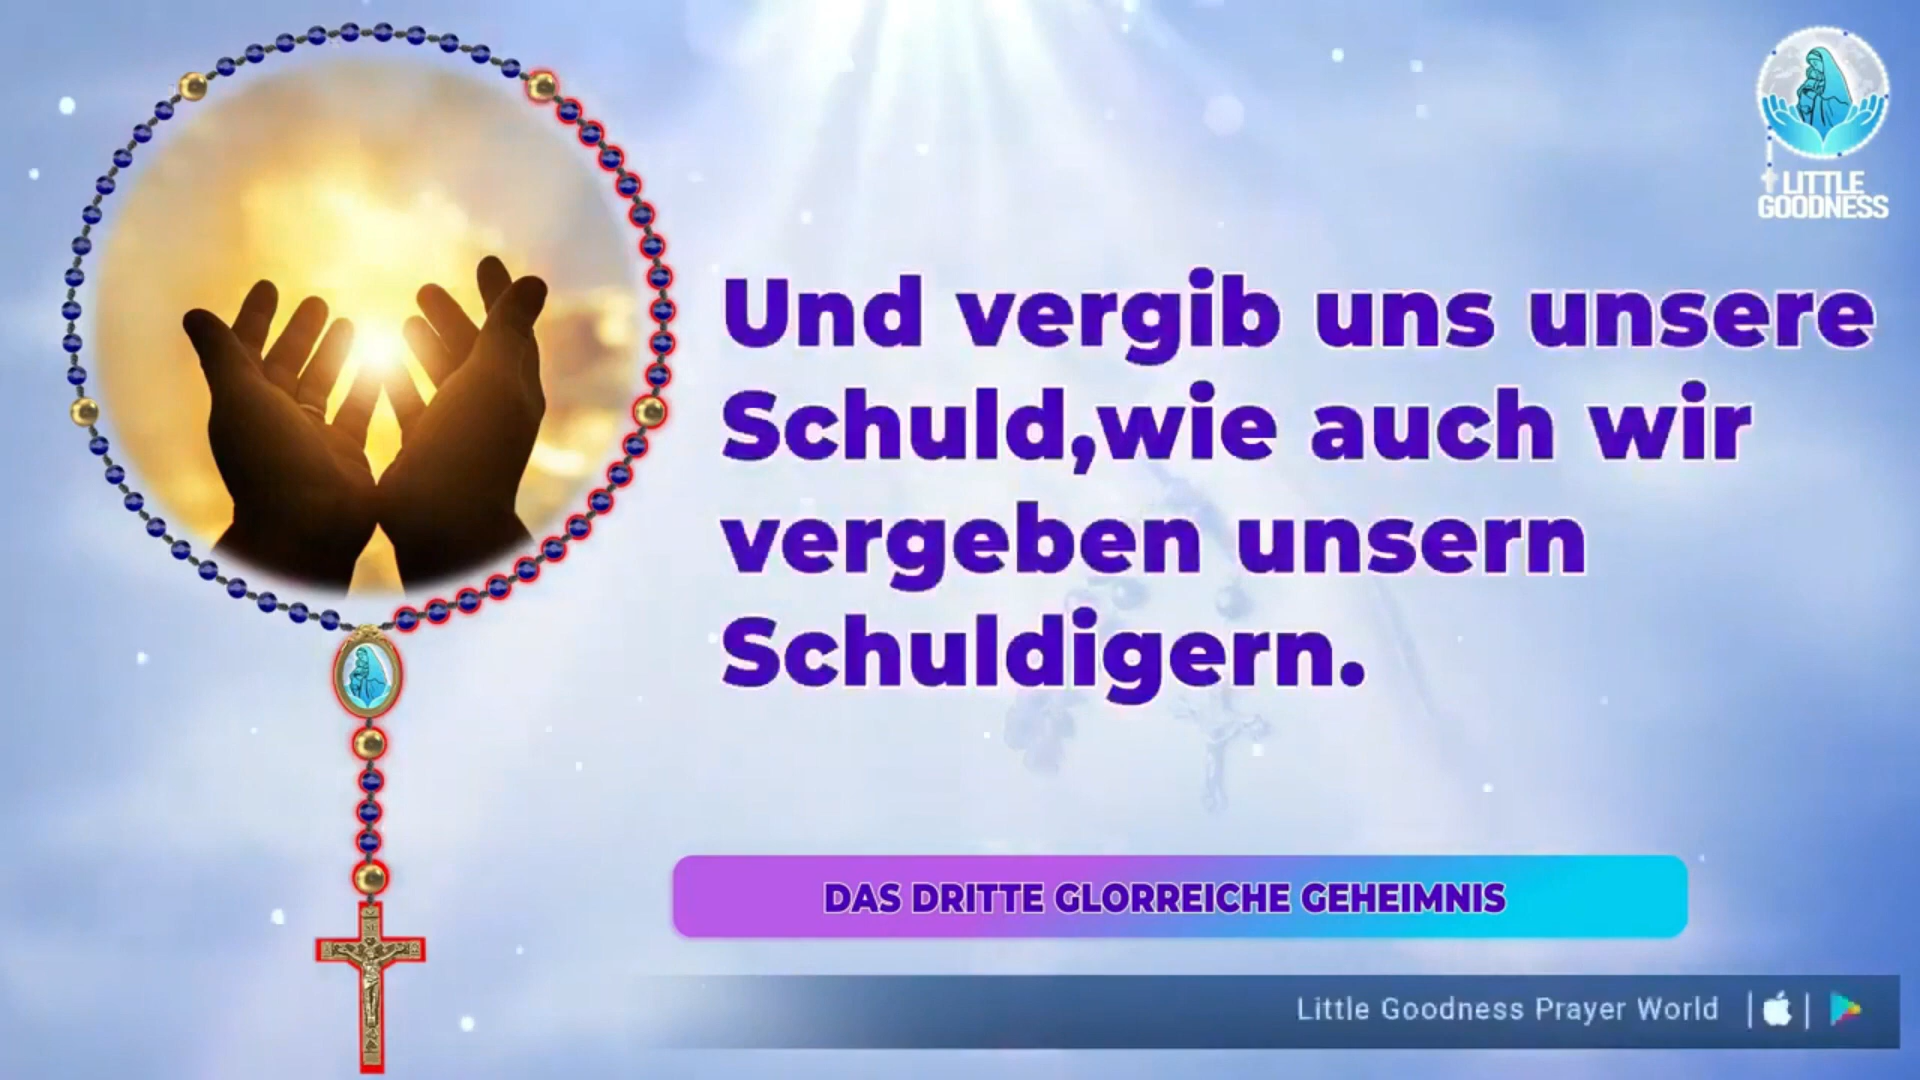 LITTLE
GOODNESS
Und vergib uns unsere
Schuld,wie auch wir
vergeben unsern
Schuldigern.
DAS DRITTE GLORREICHE GEHEIMNIS
Little Goodness Prayer World